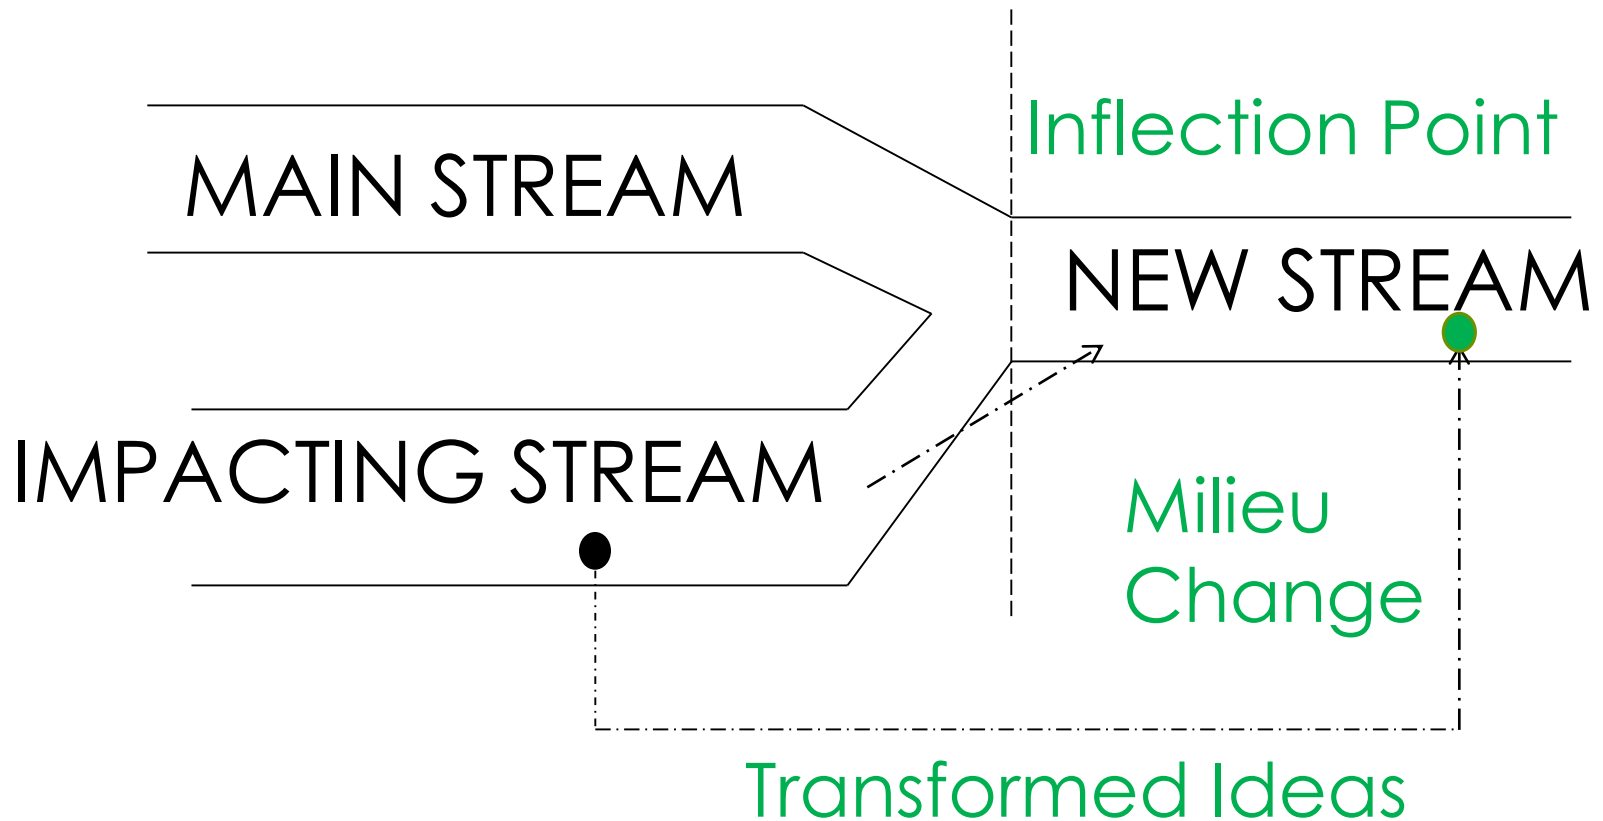 Inflection Point
MAIN STREAM
NEW STREAM
IMPACTING STREAM
Milieu
Change
Transformed Ideas